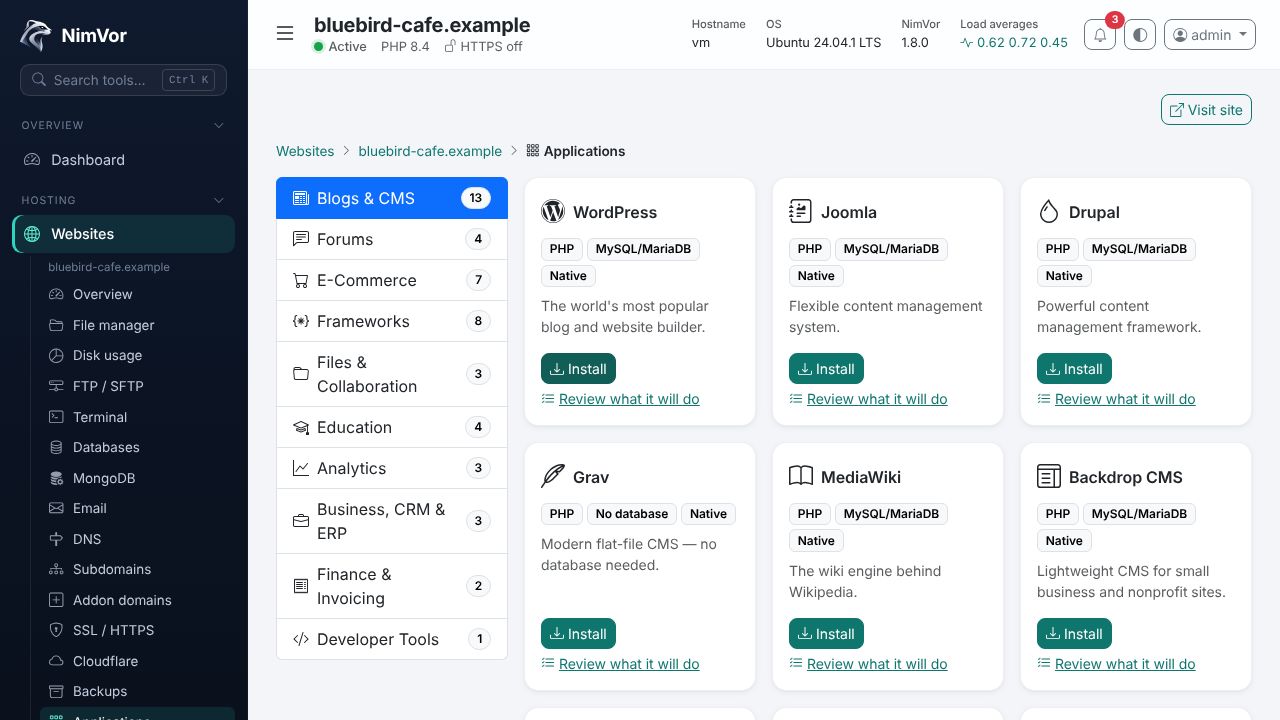 NimVor
Search tools...
Ctrl K
OVERVIEW
Dashboard
HOSTING
Websites
bluebird-cafe.example
Overview
File manager
Disk usage
FTP / SFTP
Terminal
Databases
MongoDB
Email
DNS
Subdomains
Addon domains
SSL / HTTPS
Cloudflare
Backups
Applications
bluebird-cafe.example
Active PHP 8.4 HTTPS off
Hostname
vm
OS
Ubuntu 24.04.1 LTS
NimVor
1.8.0
Load averages
0.62 0.72 0.45
3
admin
Visit site
Websites bluebird-cafe.example Applications
Blogs & CMS 13
Forums 4
E-Commerce 7
Frameworks 8
Files &
Collaboration 3
Education 4
Analytics 3
Business, CRM &
ERP 3
Finance &
Invoicing 2
Developer Tools 1
WordPress
PHP MySQL/MariaDB
Native
The world's most popular
blog and website builder.
Install
Review what it will do
Joomla
PHP MySQL/MariaDB
Native
Flexible content management
system.
Install
Review what it will do
Drupal
PHP MySQL/MariaDB
Native
Powerful content
management framework.
Install
Review what it will do
Grav
PHP No database Native
Modern flat-file CMS — no
database needed.
Install
Review what it will do
MediaWiki
PHP MySQL/MariaDB
Native
The wiki engine behind
Wikipedia.
Install
Review what it will do
Backdrop CMS
PHP MySQL/MariaDB
Native
Lightweight CMS for small
business and nonprofit sites.
Install
Review what it will do